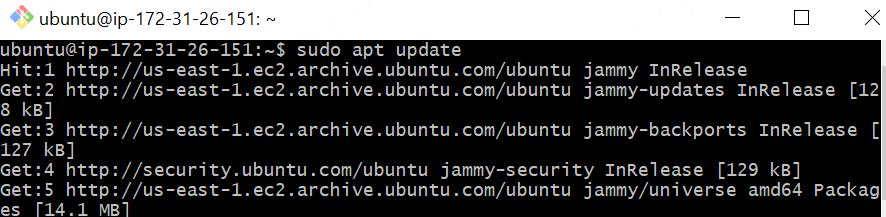 ubuntu@ip-172-31-26-151: ~
ubuntu@ip-172-31-26-151:~$ sudo apt update
Hit:1 http://us-east-1.ec2.archive.ubuntu.com/ubuntu jammy InRelease
Get:2 http://us-east-1.ec2.archive.ubuntu.com/ubuntu jammy-updates InRelease [12
8 kB]
Get:3 http://us-east-1.ec2.archive.ubuntu.com/ubuntu jammy-backports InRelease [
127 kB]
Get:4 http://security.ubuntu.com/ubuntu jammy-security InRelease [129 kB]
Get:5 http://us-east-1.ec2.archive.ubuntu.com/ubuntu jammy/universe amd64 Packag
es [14.1 MB]